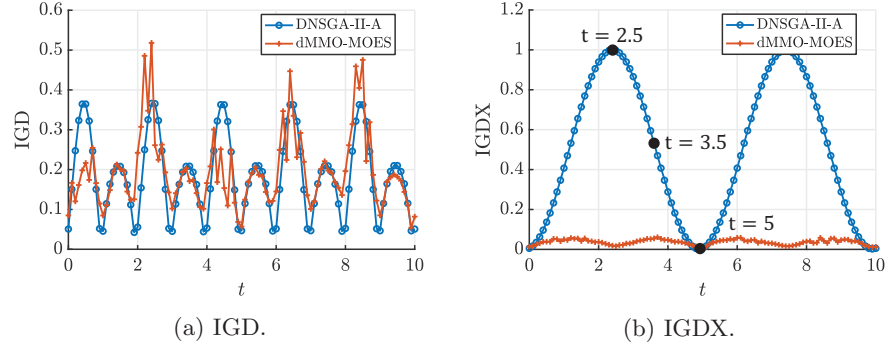 DNSGA-II-A
dMMO-MOES
0.6
0.5
0.4
0.3
0.2
0.1
0
IGD
0 2 4 6 8 10
t
(a) IGD.
DNSGA-II-A
dMMO-MOES
t = 2.5
t = 3.5
t = 5
1.2
1
0.8
0.6
0.4
0.2
0
IGDX
0 2 4 6 8 10
t
(b) IGDX.